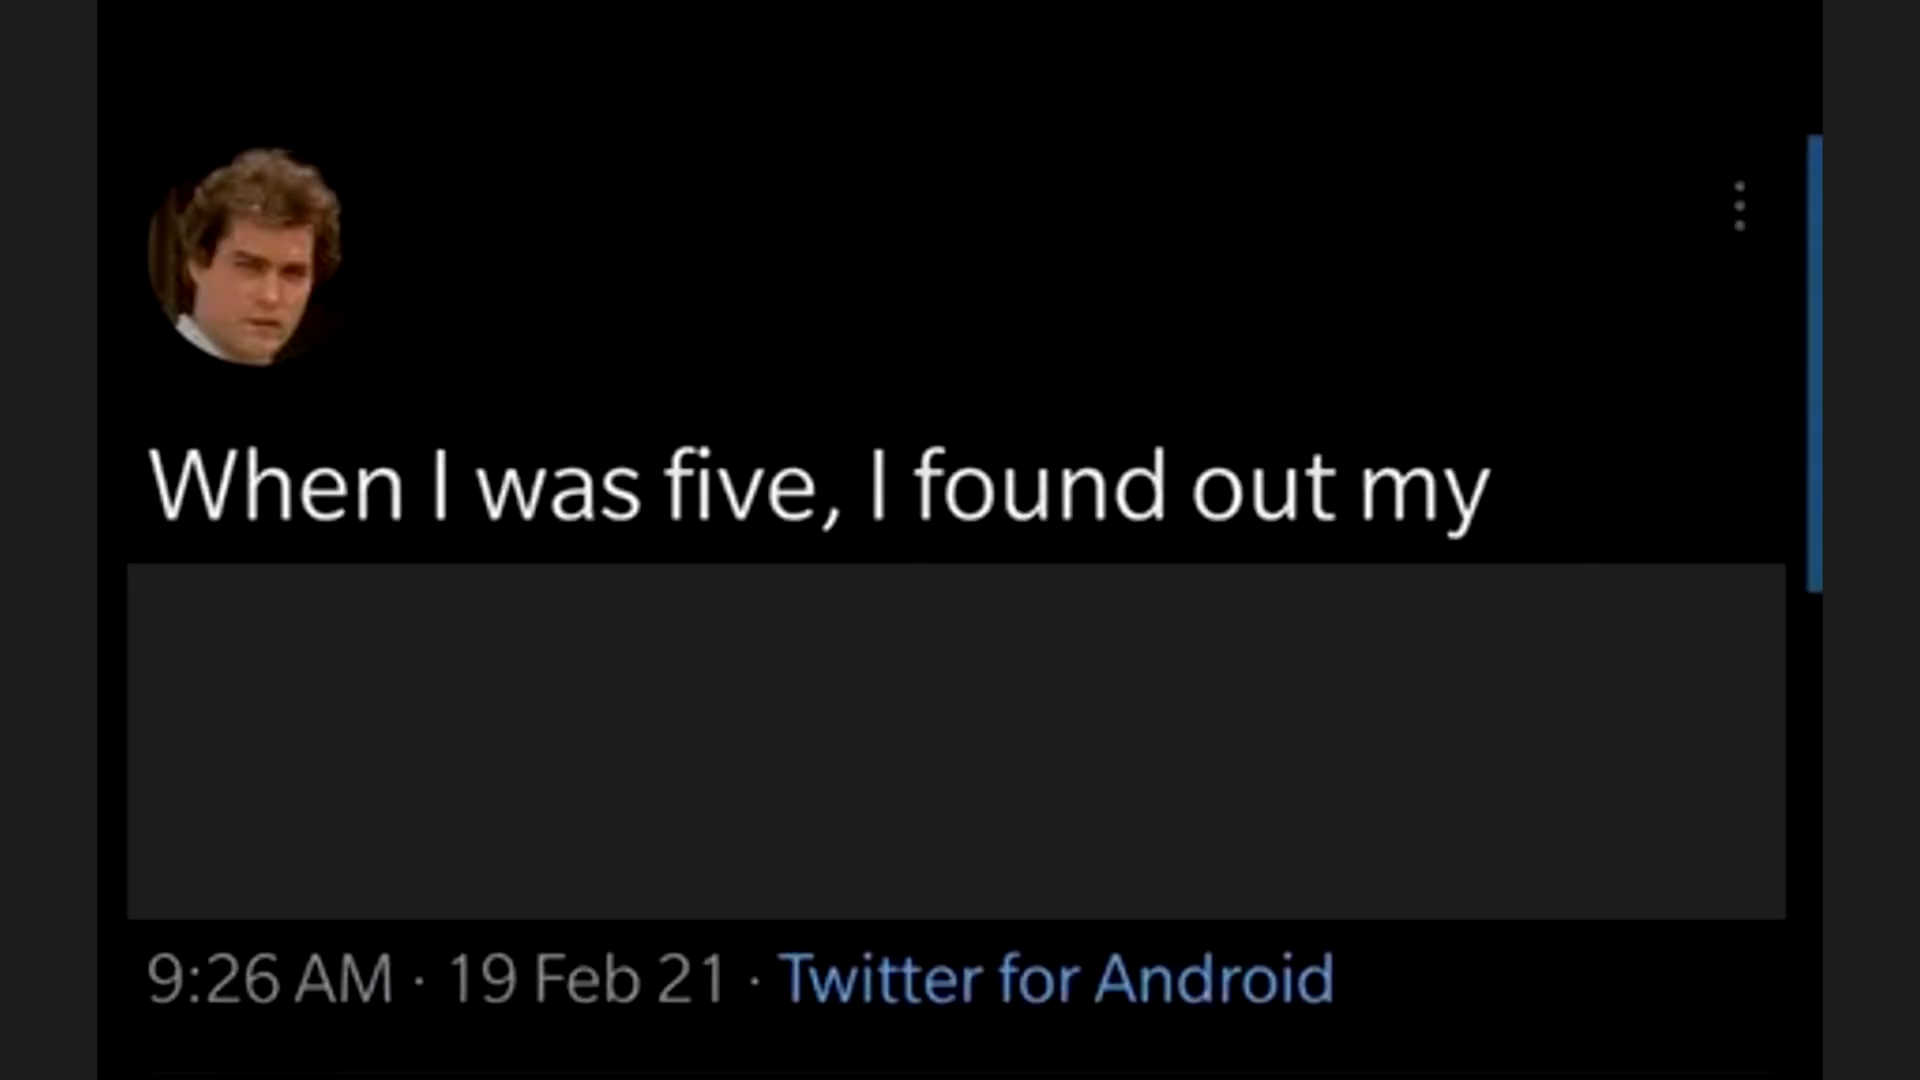 When I was five, I found out my
9:26 AM · 19 Feb 21 · Twitter for Android